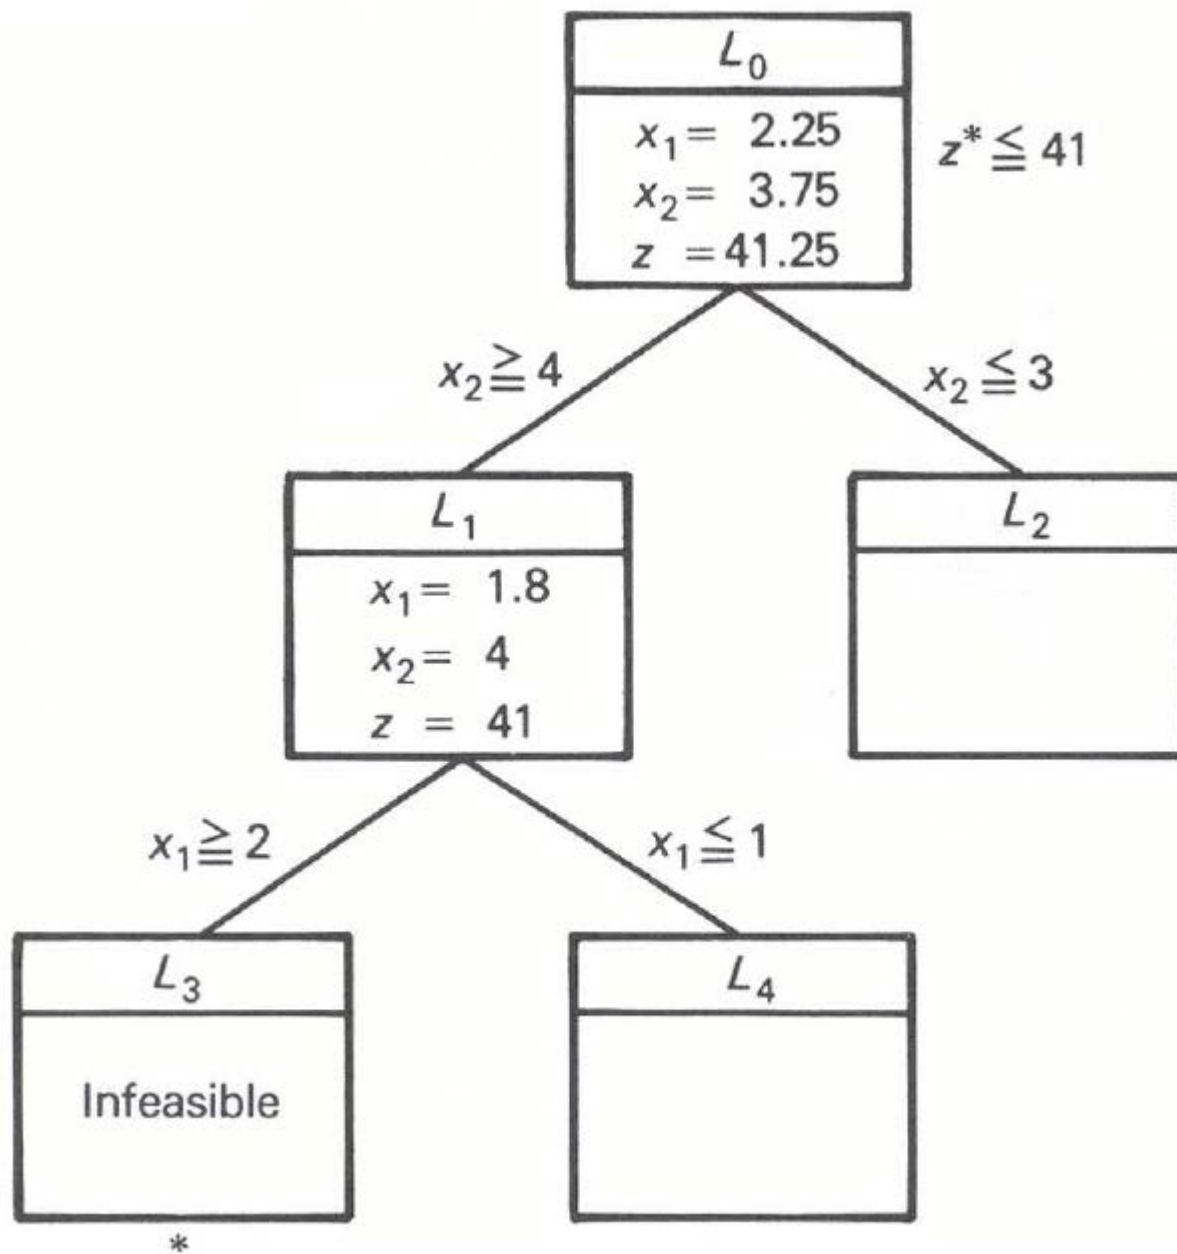 L₀
x₁ = 2.25
x₂ = 3.75
z = 41.25
z* ≦ 41
x₂ ≧ 4
x₂ ≦ 3
L₁
x₁ = 1.8
x₂ = 4
z = 41
L₂
x₁ ≧ 2
x₁ ≦ 1
L₃
Infeasible
*
L₄